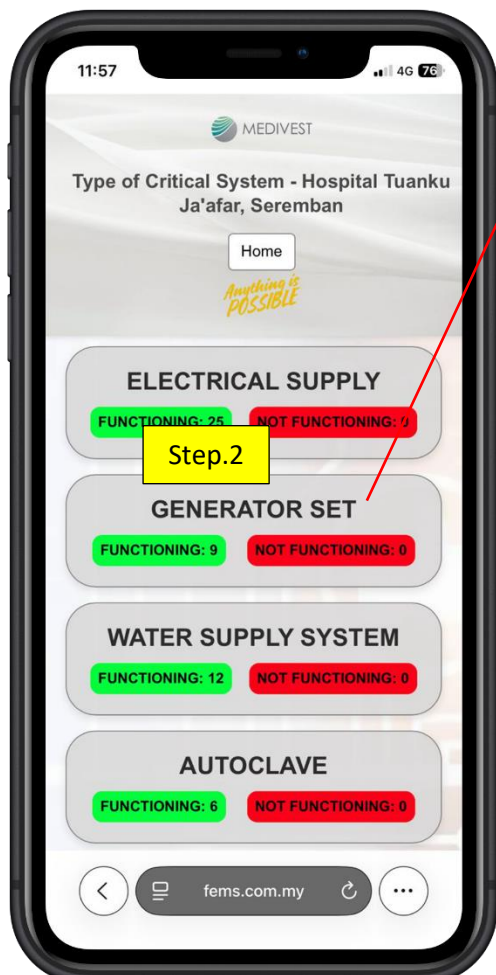 11:57
4G 76
MEDIVEST
Type of Critical System - Hospital Tuanku
Ja'afar, Seremban
Home
Anything is
POSSIBLE
ELECTRICAL SUPPLY
FUNCTIONING: 25 NOT FUNCTIONING: 0
Step.2
GENERATOR SET
FUNCTIONING: 9 NOT FUNCTIONING: 0
WATER SUPPLY SYSTEM
FUNCTIONING: 12 NOT FUNCTIONING: 0
AUTOCLAVE
FUNCTIONING: 6 NOT FUNCTIONING: 0
fems.com.my